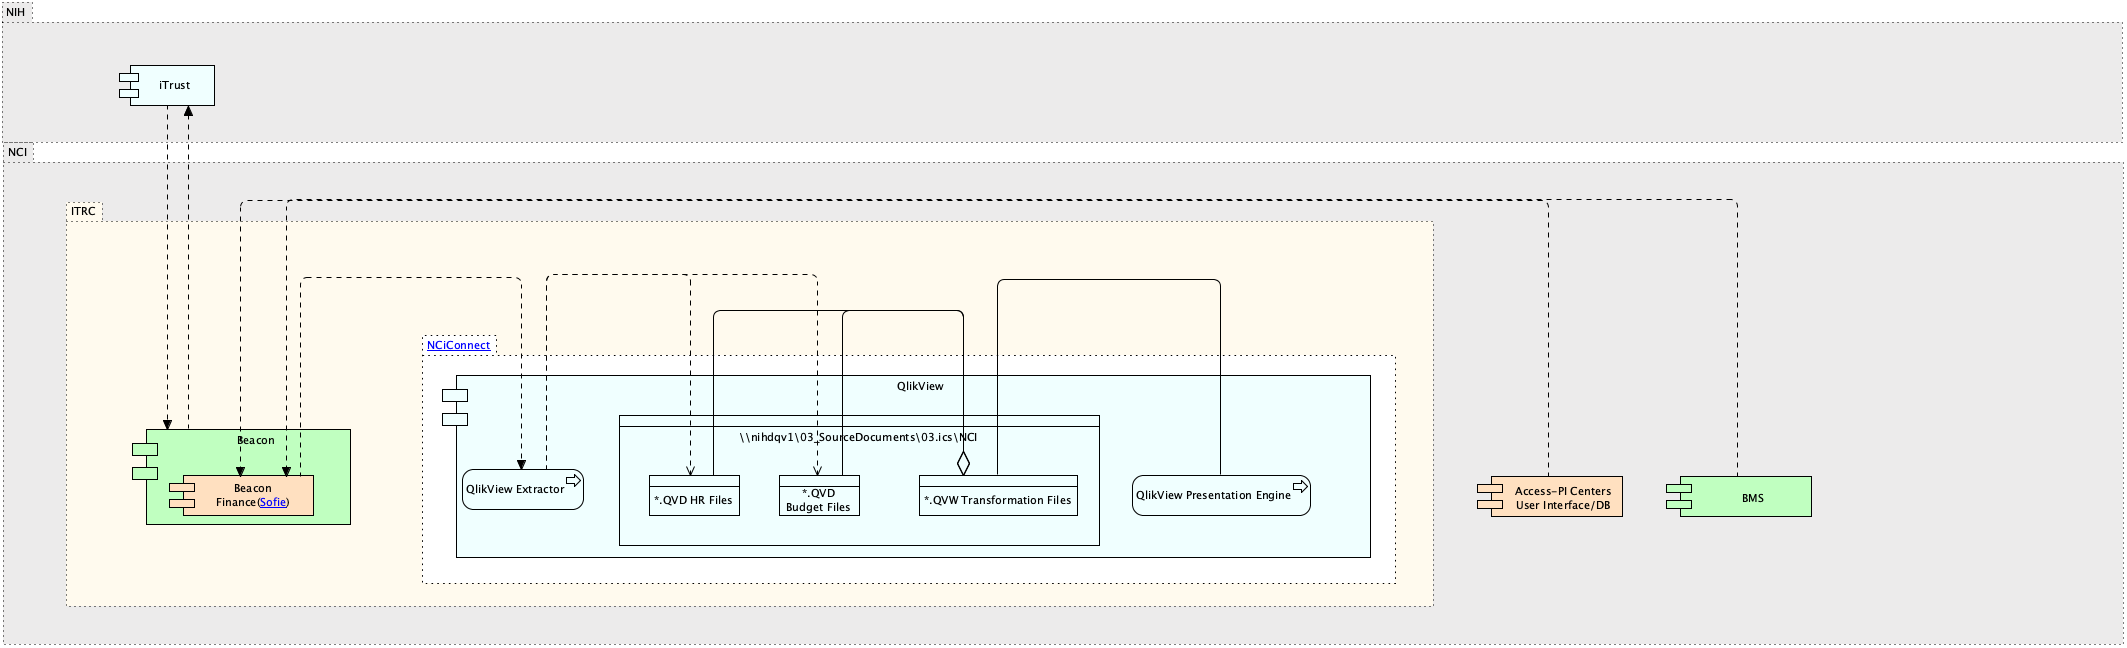 NIH
iTrust
NCI
ITRC
NCiConnect
QlikView
Beacon
\\nihdqv1\03_SourceDocuments\03.ics\NCI
Beacon
Finance(Sofie)
QlikView Extractor
*.QVD HR Files
*.QVD
Budget Files
*.QVW Transformation Files
QlikView Presentation Engine
Access-PI Centers
User Interface/DB
BMS